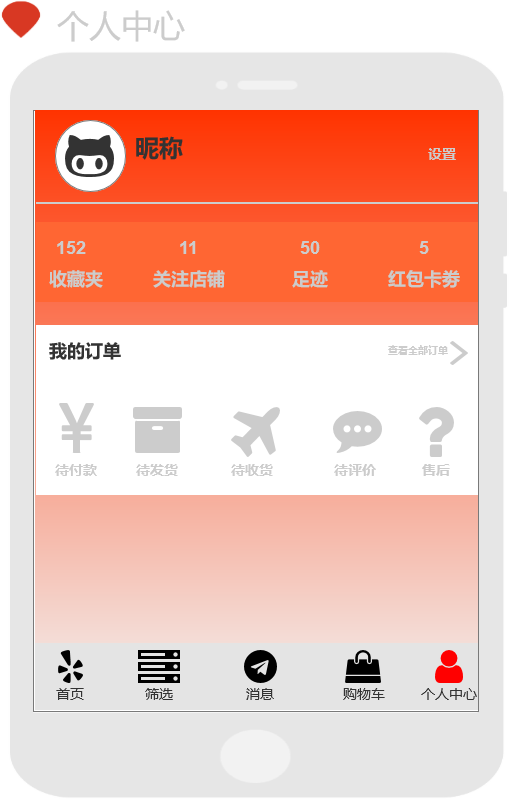 个人中心
昵称
设置
152 11 50 5
收藏夹 关注店铺 足迹 红包卡劵
我的订单 查看全部订单
待付款 待发货 待收货 待评价 售后
首页 筛选 消息 购物车 个人中心